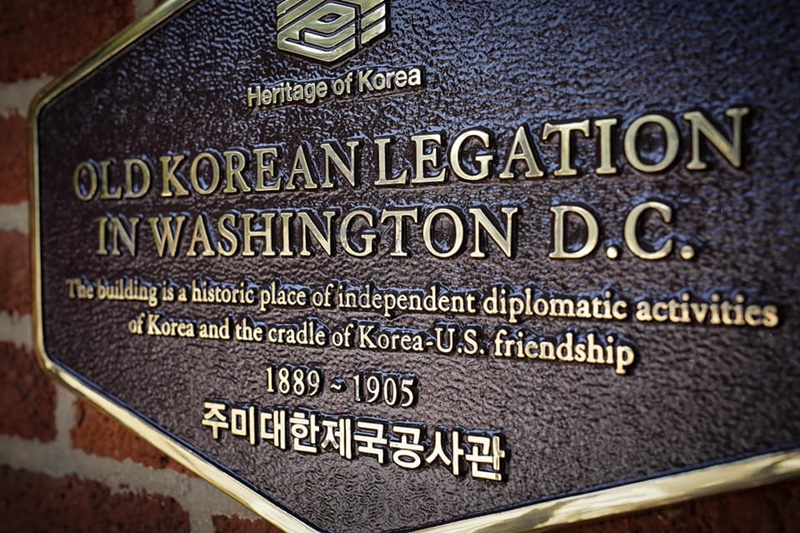 Heritage of Korea
OLD KOREAN LEGATION
IN WASHINGTON D.C.
The building is a historic place of independent diplomatic activities
of Korea and the cradle of Korea-U.S. friendship
1889 ~ 1905
주미대한제국공사관